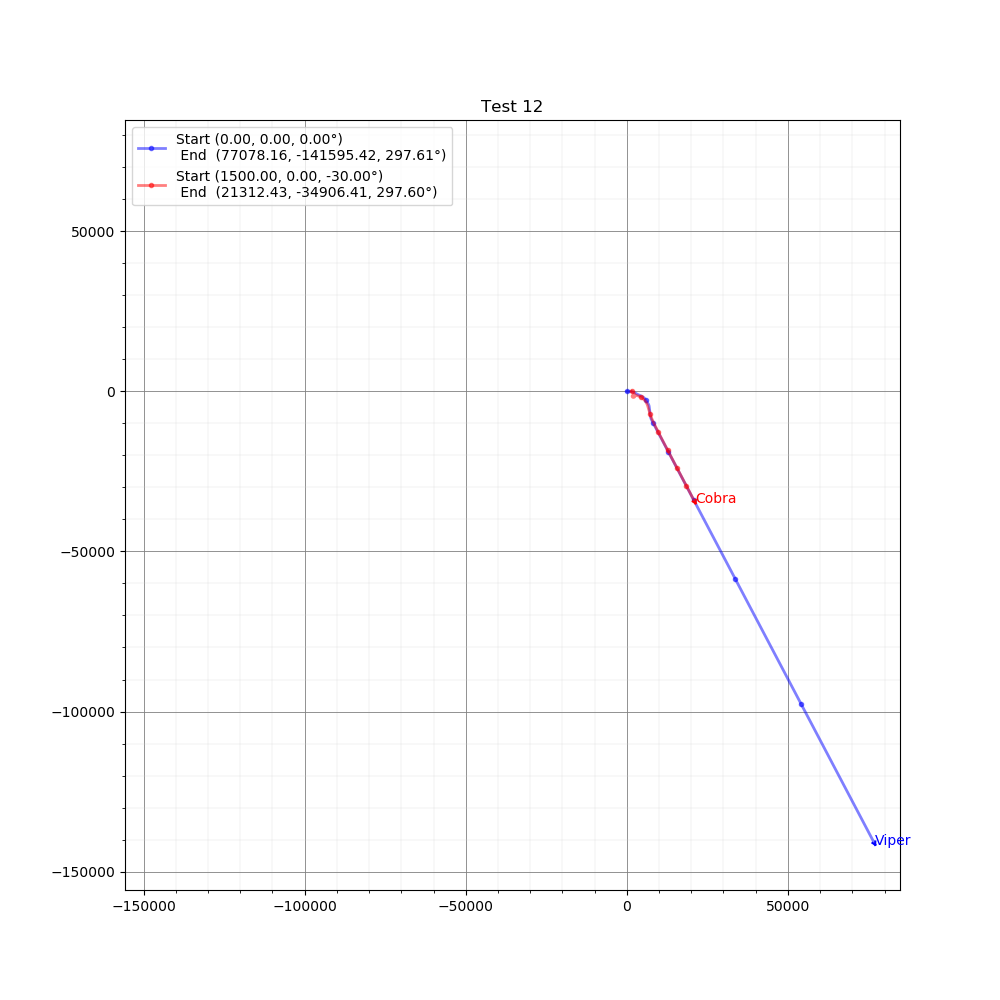 Test 12
Start (0.00, 0.00, 0.00°)
End  (77078.16, -141595.42, 297.61°)
Start (1500.00, 0.00, -30.00°)
End  (21312.43, -34906.41, 297.60°)
50000
0
−50000
−100000
−150000
Cobra
Viper
−150000
−100000
−50000
0
50000